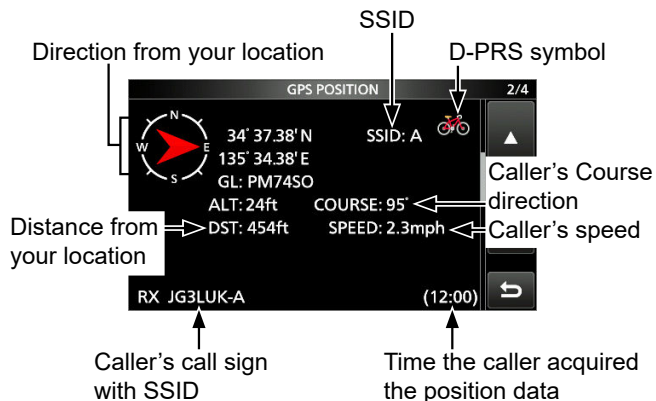 SSID
Direction from your location
D-PRS symbol
GPS POSITION
2/4
N
W
E
S
34°37.38'N
SSID: A
135°34.38'E
GL: PM74SO
ALT: 24ft
COURSE: 95°
Caller's Course
direction
Distance from
your location
DST: 454ft
SPEED: 2.3mph
Caller's speed
RX JG3LUK-A
(12:00)
Caller's call sign
with SSID
Time the caller acquired
the position data